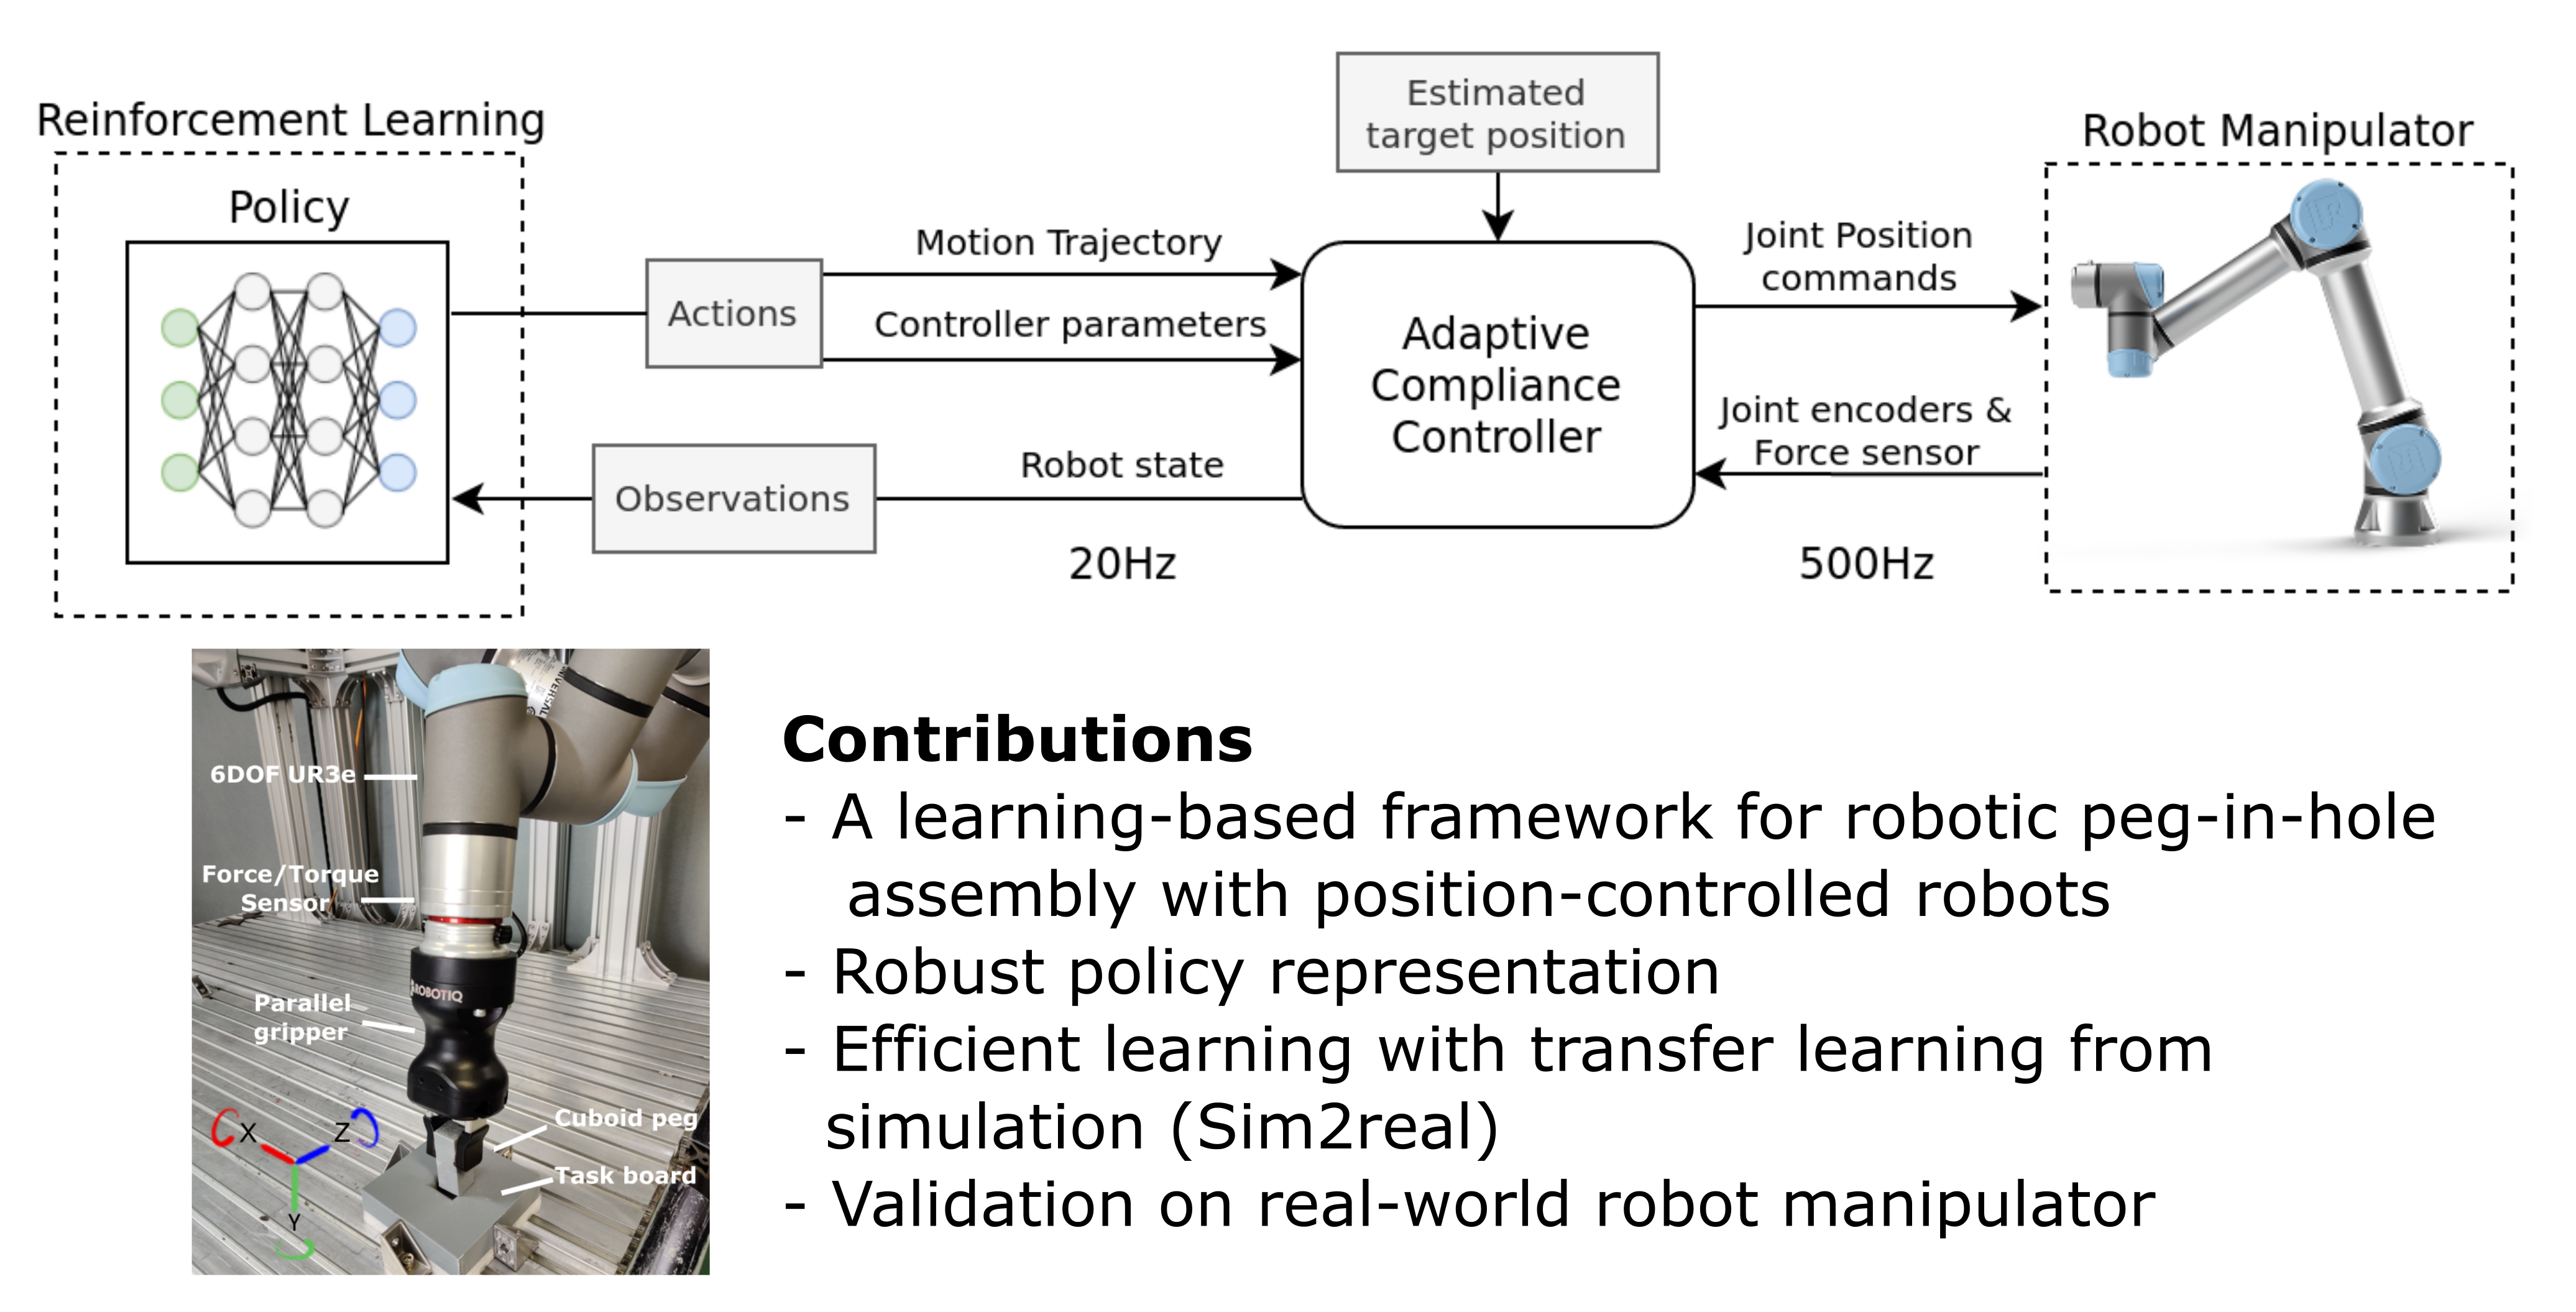 Reinforcement Learning
Policy
Actions
Observations
Motion Trajectory
Controller parameters
Robot state
20Hz
Estimated
target position
Adaptive
Compliance
Controller
Joint Position
commands
Joint encoders &
Force sensor
500Hz
Robot Manipulator
6DOF UR3e
Force/Torque
Sensor
ROBOTIQ
Parallel
gripper
Cuboid peg
Task board
X
Z
Y
Contributions
- A learning-based framework for robotic peg-in-hole
assembly with position-controlled robots
- Robust policy representation
- Efficient learning with transfer learning from
simulation (Sim2real)
- Validation on real-world robot manipulator